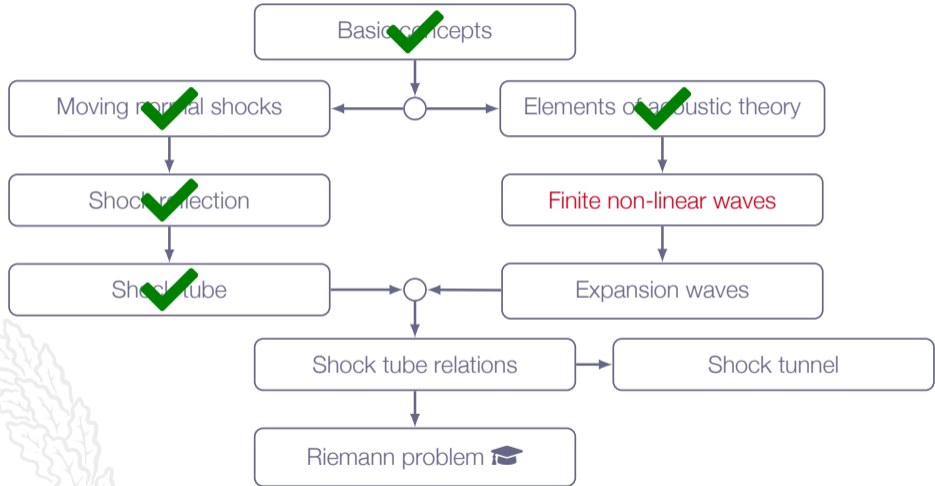 Basic concepts
Moving normal shocks
Elements of acoustic theory
Shock reflection
Finite non-linear waves
Shock tube
Expansion waves
Shock tube relations
Shock tunnel
Riemann problem